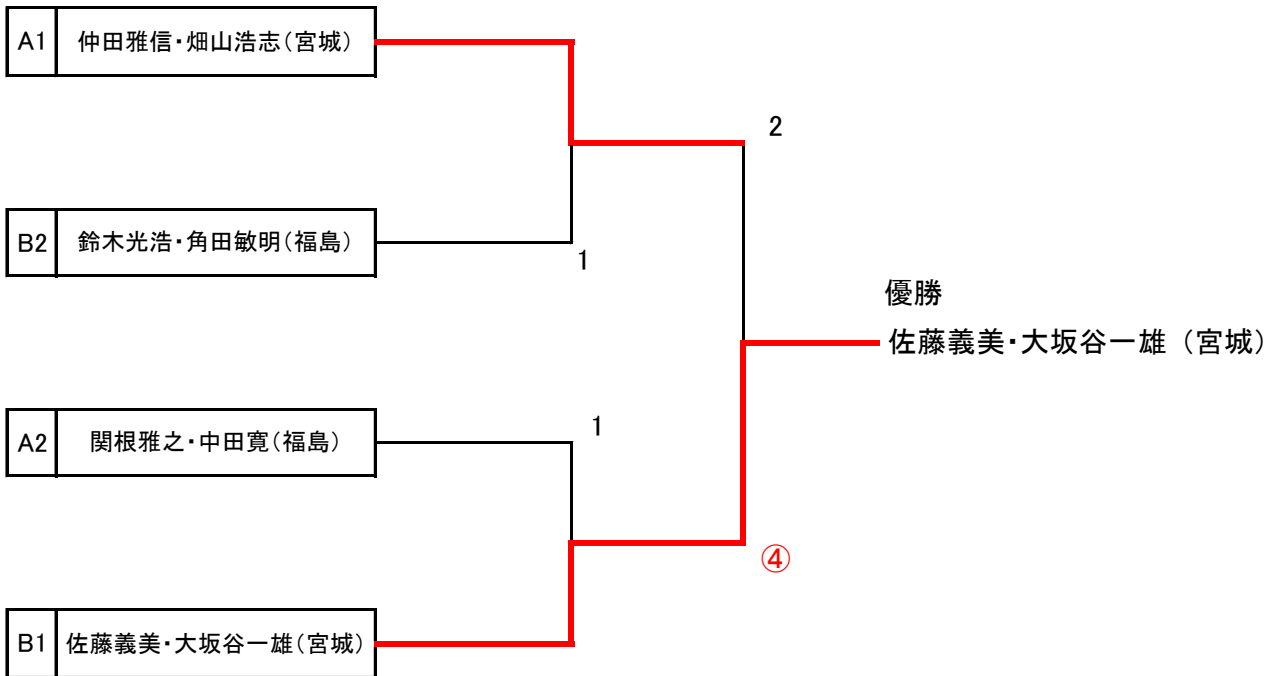 A1 仲田雅信・畑山浩志(宮城)
2
B2 鈴木光浩・角田敏明(福島)
1
優勝
佐藤義美・大坂谷一雄 (宮城)
A2 関根雅之・中田寛(福島)
1
④
B1 佐藤義美・大坂谷一雄(宮城)